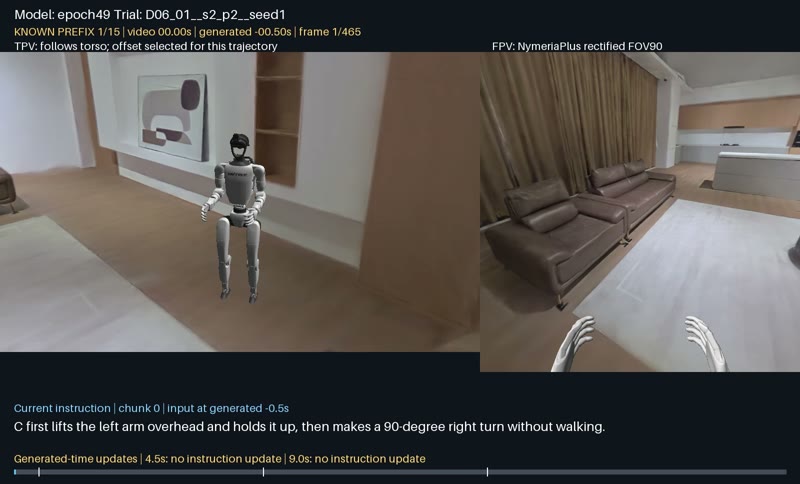 Model: epoch49 Trial: D06_01__s2_p2__seed1
KNOWN PREFIX 1/15 | video 00.00s | generated -00.50s | frame 1/465
TPV: follows torso; offset selected for this trajectory
FPV: NymeriaPlus rectified FOV90
Current instruction | chunk 0 | input at generated -0.5s
C first lifts the left arm overhead and holds it up, then makes a 90-degree right turn without walking.
Generated-time updates | 4.5s: no instruction update | 9.0s: no instruction update